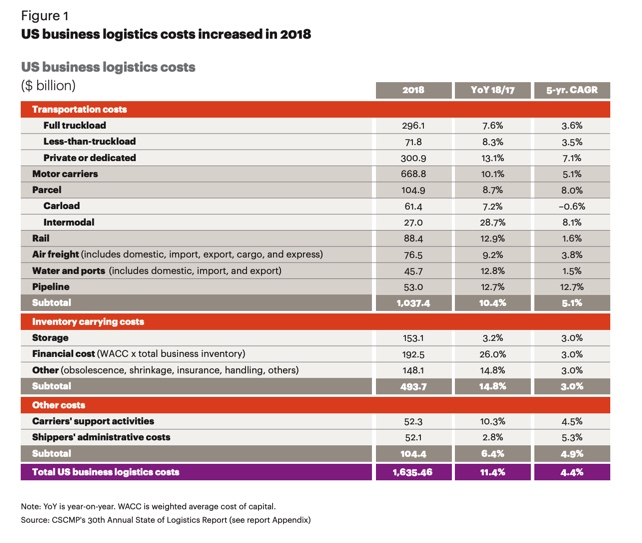 Figure 1
US business logistics costs increased in 2018
US business logistics costs
($ billion)
2018 YoY 18/17 5-yr. CAGR
Transportation costs
Full truckload 296.1 7.6% 3.6%
Less-than-truckload 71.8 8.3% 3.5%
Private or dedicated 300.9 13.1% 7.1%
Motor carriers 668.8 10.1% 5.1%
Parcel 104.9 8.7% 8.0%
Carload 61.4 7.2% –0.6%
Intermodal 27.0 28.7% 8.1%
Rail 88.4 12.9% 1.6%
Air freight (includes domestic, import, export, cargo, and express) 76.5 9.2% 3.8%
Water and ports (includes domestic, import, and export) 45.7 12.8% 1.5%
Pipeline 53.0 12.7% 12.7%
Subtotal 1,037.4 10.4% 5.1%
Inventory carrying costs
Storage 153.1 3.2% 3.0%
Financial cost (WACC x total business inventory) 192.5 26.0% 3.0%
Other (obsolescence, shrinkage, insurance, handling, others) 148.1 14.8% 3.0%
Subtotal 493.7 14.8% 3.0%
Other costs
Carriers' support activities 52.3 10.3% 4.5%
Shippers' administrative costs 52.1 2.8% 5.3%
Subtotal 104.4 6.4% 4.9%
Total US business logistics costs 1,635.46 11.4% 4.4%
Note: YoY is year-on-year. WACC is weighted average cost of capital.
Source: CSCMP's 30th Annual State of Logistics Report (see report Appendix)